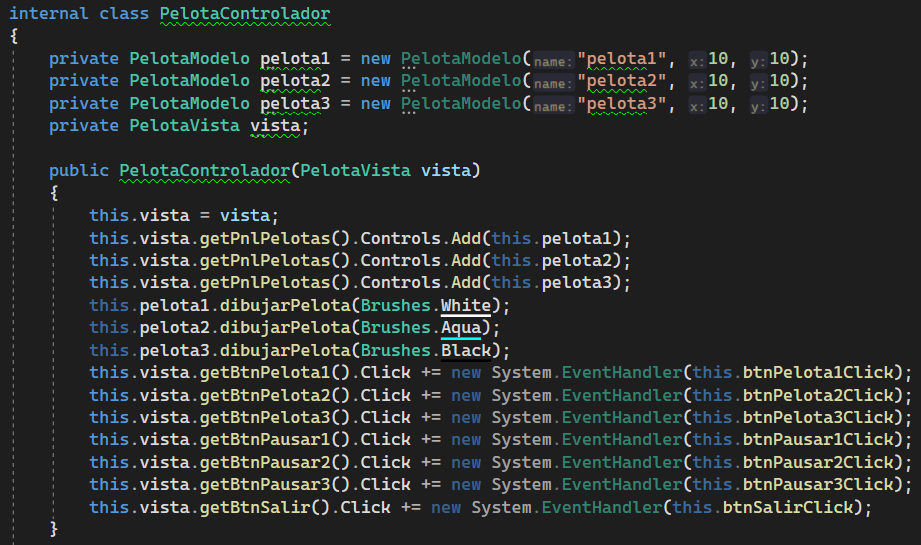 internal class PelotaControlador
{
private PelotaModelo pelota1 = new PelotaModelo(name:"pelota1", x:10, y:10);
private PelotaModelo pelota2 = new PelotaModelo(name:"pelota2", x:10, y:10);
private PelotaModelo pelota3 = new PelotaModelo(name:"pelota3", x:10, y:10);
private PelotaVista vista;
public PelotaControlador(PelotaVista vista)
{
this.vista = vista;
this.vista.getPnlPelotas().Controls.Add(this.pelota1);
this.vista.getPnlPelotas().Controls.Add(this.pelota2);
this.vista.getPnlPelotas().Controls.Add(this.pelota3);
this.pelota1.dibujarPelota(Brushes.White);
this.pelota2.dibujarPelota(Brushes.Aqua);
this.pelota3.dibujarPelota(Brushes.Black);
this.vista.getBtnPelota1().Click += new System.EventHandler(this.btnPelota1Click);
this.vista.getBtnPelota2().Click += new System.EventHandler(this.btnPelota2Click);
this.vista.getBtnPelota3().Click += new System.EventHandler(this.btnPelota3Click);
this.vista.getBtnPausar1().Click += new System.EventHandler(this.btnPausar1Click);
this.vista.getBtnPausar2().Click += new System.EventHandler(this.btnPausar2Click);
this.vista.getBtnPausar3().Click += new System.EventHandler(this.btnPausar3Click);
this.vista.getBtnSalir().Click += new System.EventHandler(this.btnSalirClick);
}